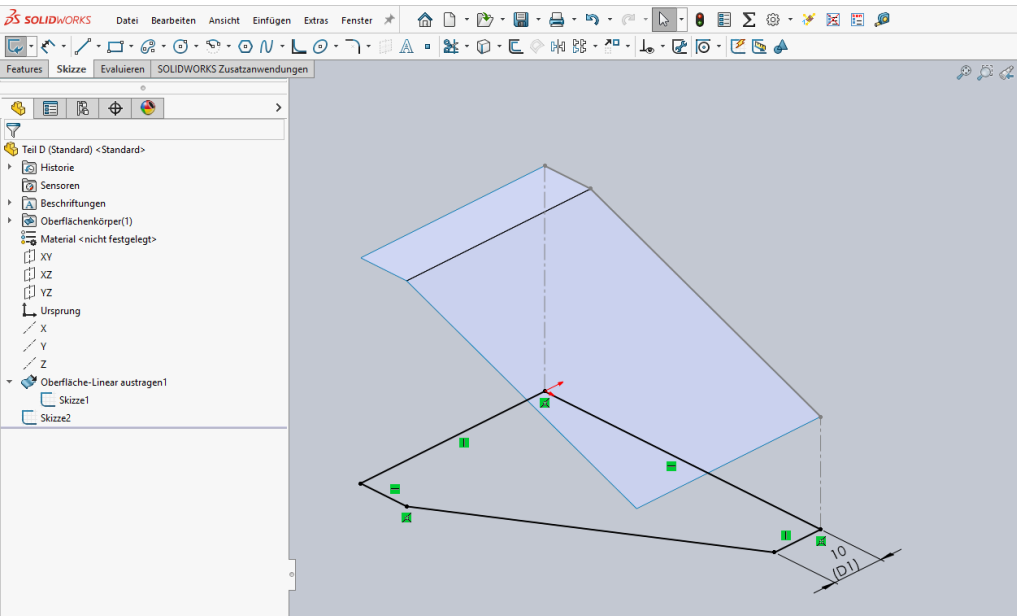 SOLIDWORKS Datei Bearbeiten Ansicht Einfügen Extras Fenster
Features Skizze Evaluieren SOLIDWORKS Zusatzanwendungen
Teil D (Standard) <Standard>
Historie
Sensoren
Beschriftungen
Oberflächenkörper(1)
Material <nicht festgelegt>
XY
XZ
YZ
Ursprung
X
Y
Z
Oberfläche-Linear austragen1
Skizze1
Skizze2
10
(D1)